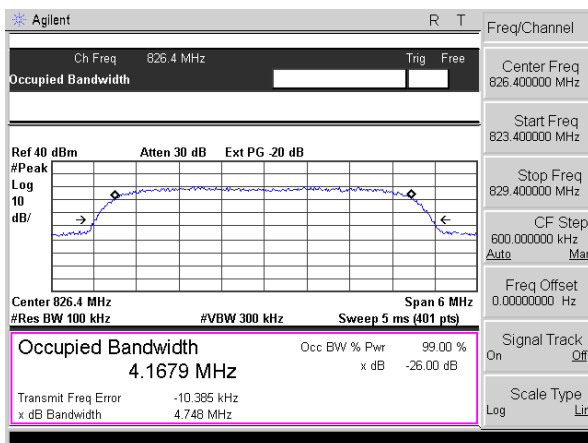 Agilent R T
Ch Freq 826.4 MHz Trig Free
Occupied Bandwidth
Ref 40 dBm Atten 30 dB Ext PG -20 dB
#Peak
Log
10
dB/
Center 826.4 MHz Span 6 MHz
#Res BW 100 kHz #VBW 300 kHz Sweep 5 ms (401 pts)
Occupied Bandwidth Occ BW % Pwr 99.00 %
4.1679 MHz x dB -26.00 dB
Transmit Freq Error -10.385 kHz
x dB Bandwidth 4.748 MHz
Freq/Channel
Center Freq
826.400000 MHz
Start Freq
823.400000 MHz
Stop Freq
829.400000 MHz
CF Step
600.000000 kHz
Auto Mar
Freq Offset
0.00000000 Hz
Signal Track
On Off
Scale Type
Log Lin